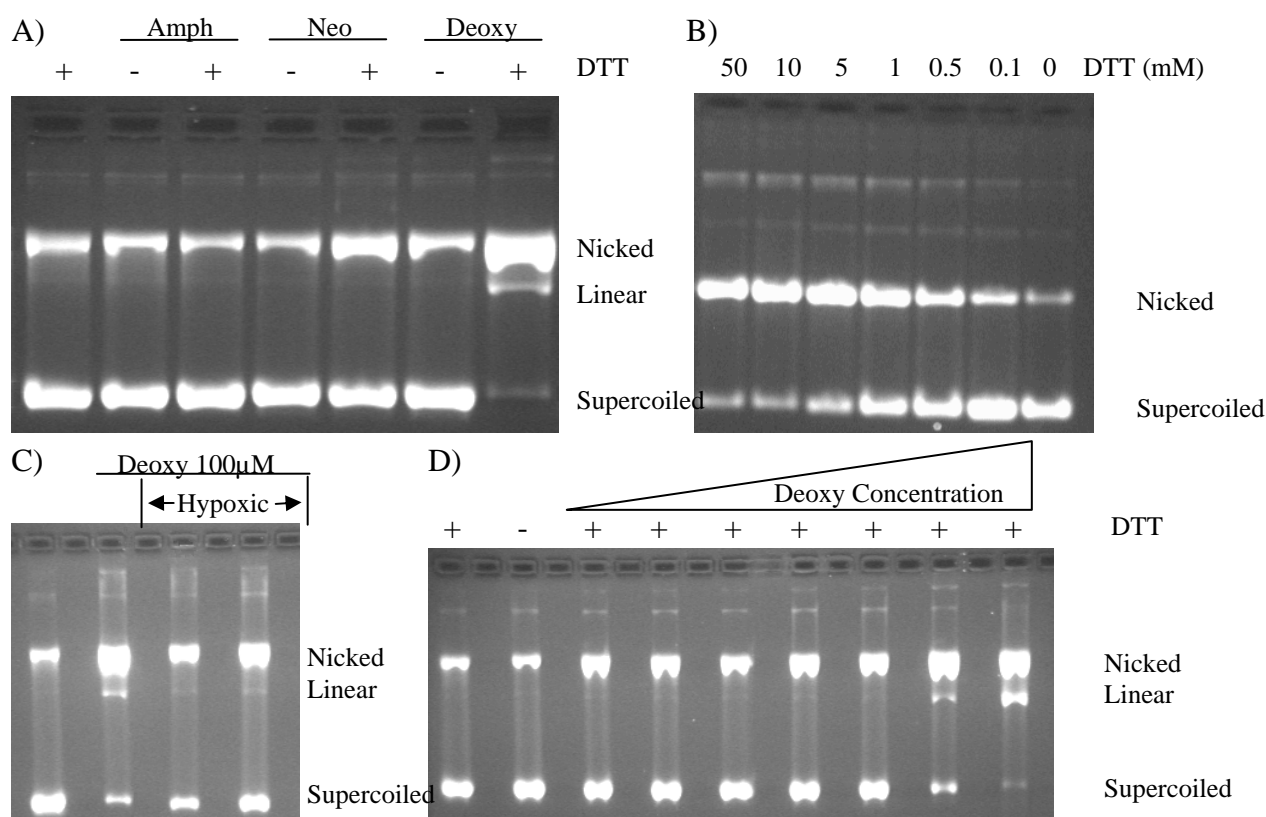 A)
Amph Neo Deoxy
+ - + - + - + DTT
Nicked
Linear
Supercoiled
B)
50 10 5 1 0.5 0.1 0 DTT (mM)
Nicked
Supercoiled
C)
Deoxy 100µM
Hypoxic
Nicked
Linear
Supercoiled
D)
Deoxy Concentration
+ - + + + + + + + DTT
Nicked
Linear
Supercoiled